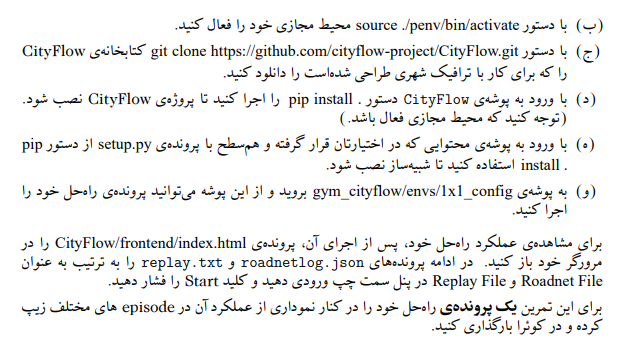 (ب) با دستور source ./penv/bin/activate محیط مجازی خود را فعال کنید.
(ج) با دستور git clone https://github.com/cityflow-project/CityFlow.git کتابخانه‌ی CityFlow
را که برای کار با ترافیک شهری طراحی شده‌است را دانلود کنید.
(د) با ورود به پوشه‌ی CityFlow دستور pip install . را اجرا کنید تا پروژه‌ی CityFlow نصب شود.
(توجه کنید که محیط مجازی فعال باشد.)
(ه) با ورود به پوشه‌ی محتوایی که در اختیارتان قرار گرفته و هم‌سطح با پرونده‌ی setup.py از دستور pip
install . استفاده کنید تا شبیه‌ساز نصب شود.
(و) به پوشه‌ی gym_cityflow/envs/1x1_config بروید و از این پوشه می‌توانید پرونده‌ی راه‌حل خود را
اجرا کنید.
برای مشاهده‌ی عملکرد راه‌حل خود، پس از اجرای آن، پرونده‌ی CityFlow/frontend/index.html را در
مرورگر خود باز کنید. در ادامه پرونده‌های roadnetlog.json و replay.txt را به ترتیب به عنوان
Roadnet File و Replay File در پنل سمت چپ ورودی دهید و کلید Start را فشار دهید.
برای این تمرین یک پرونده‌ی راه‌حل خود را در کنار نموداری از عملکرد آن در episode های مختلف زیپ
کرده و در کوئرا بارگذاری کنید.